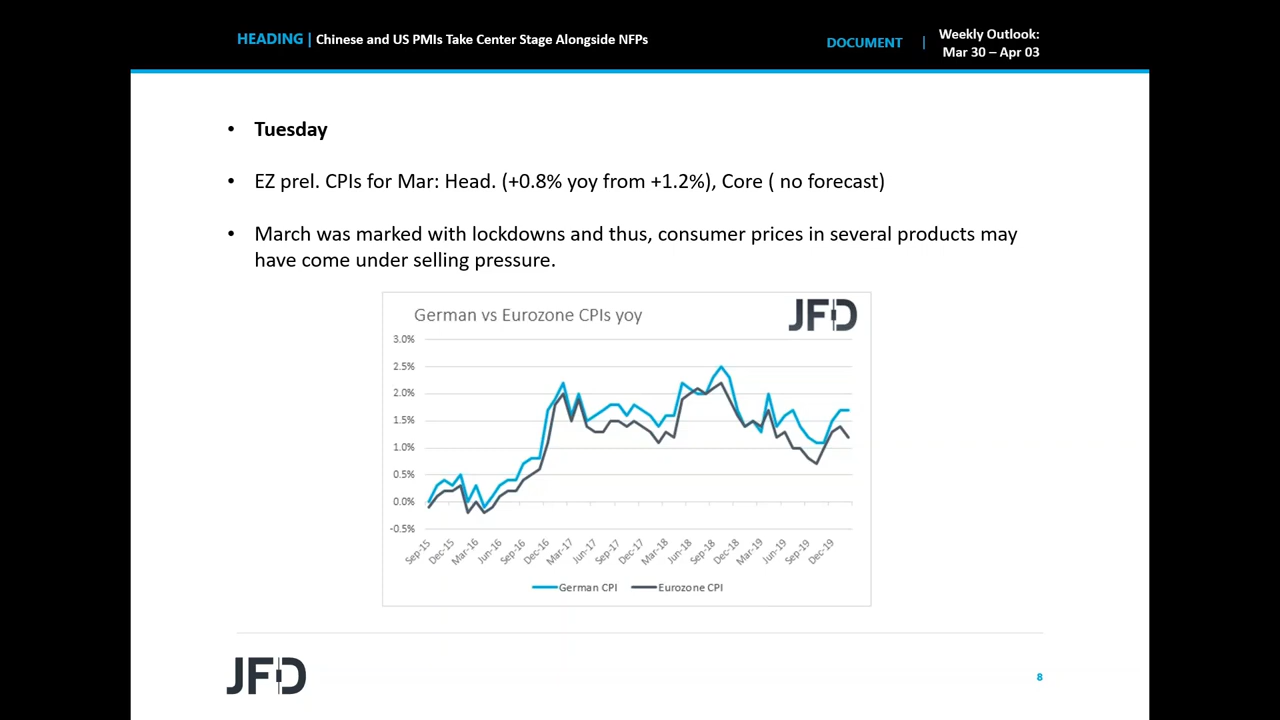 HEADING | Chinese and US PMIs Take Center Stage Alongside NFPs
DOCUMENT | Weekly Outlook:
Mar 30 – Apr 03
• Tuesday
• EZ prel. CPIs for Mar: Head. (+0.8% yoy from +1.2%), Core ( no forecast)
• March was marked with lockdowns and thus, consumer prices in several products may
have come under selling pressure.
German vs Eurozone CPIs yoy
JFD
3.0%
2.5%
2.0%
1.5%
1.0%
0.5%
0.0%
-0.5%
Sep-15 Dec-15 Mar-16 Jun-16 Sep-16 Dec-16 Mar-17 Jun-17 Sep-17 Dec-17 Mar-18 Jun-18 Sep-18 Dec-18 Mar-19 Jun-19 Sep-19 Dec-19
German CPI Eurozone CPI
JFD
8